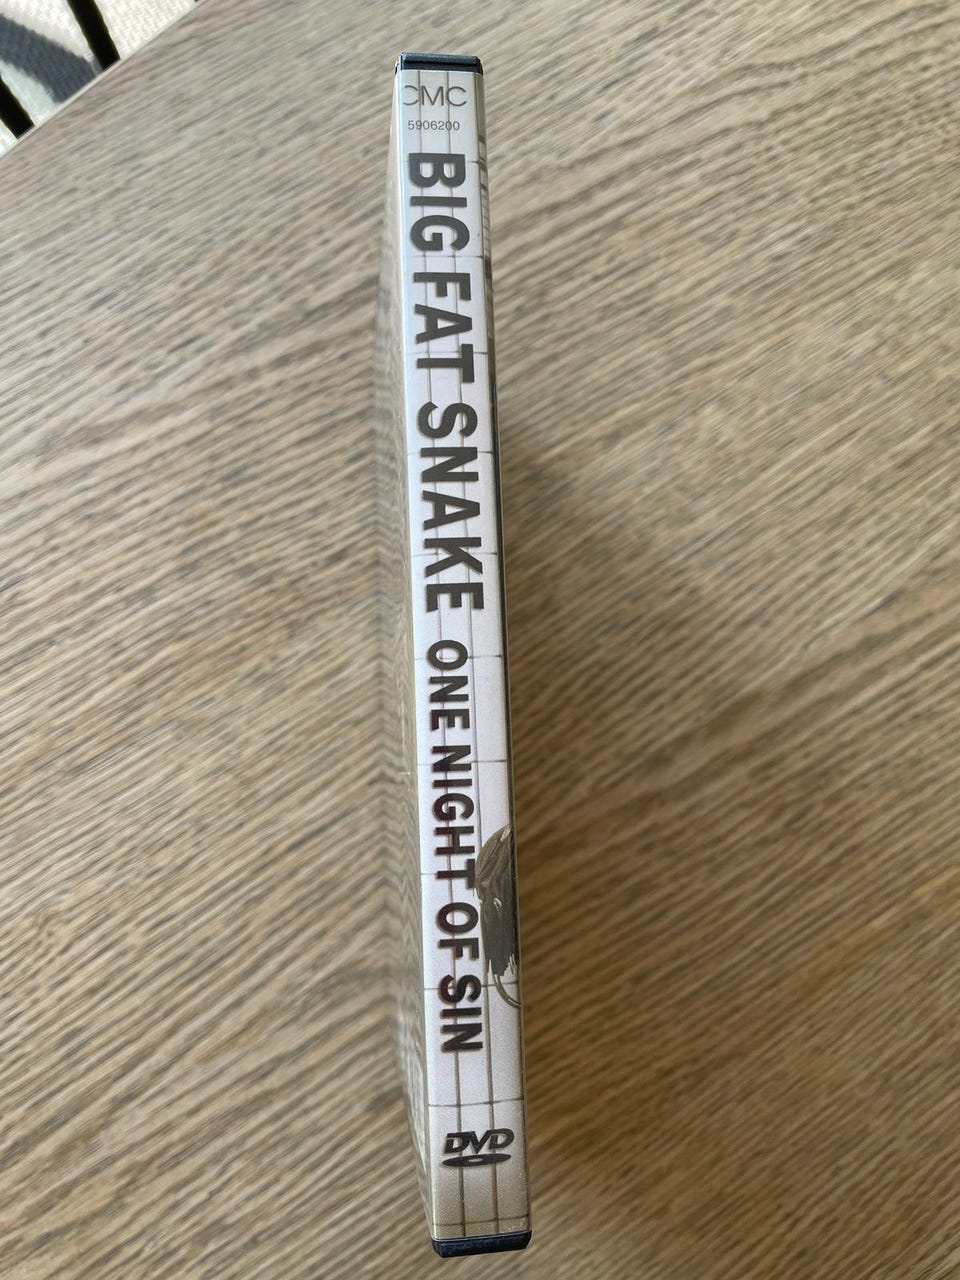 CMC
5906200
BIG FAT SNAKE ONE NIGHT OF SIN
DVD